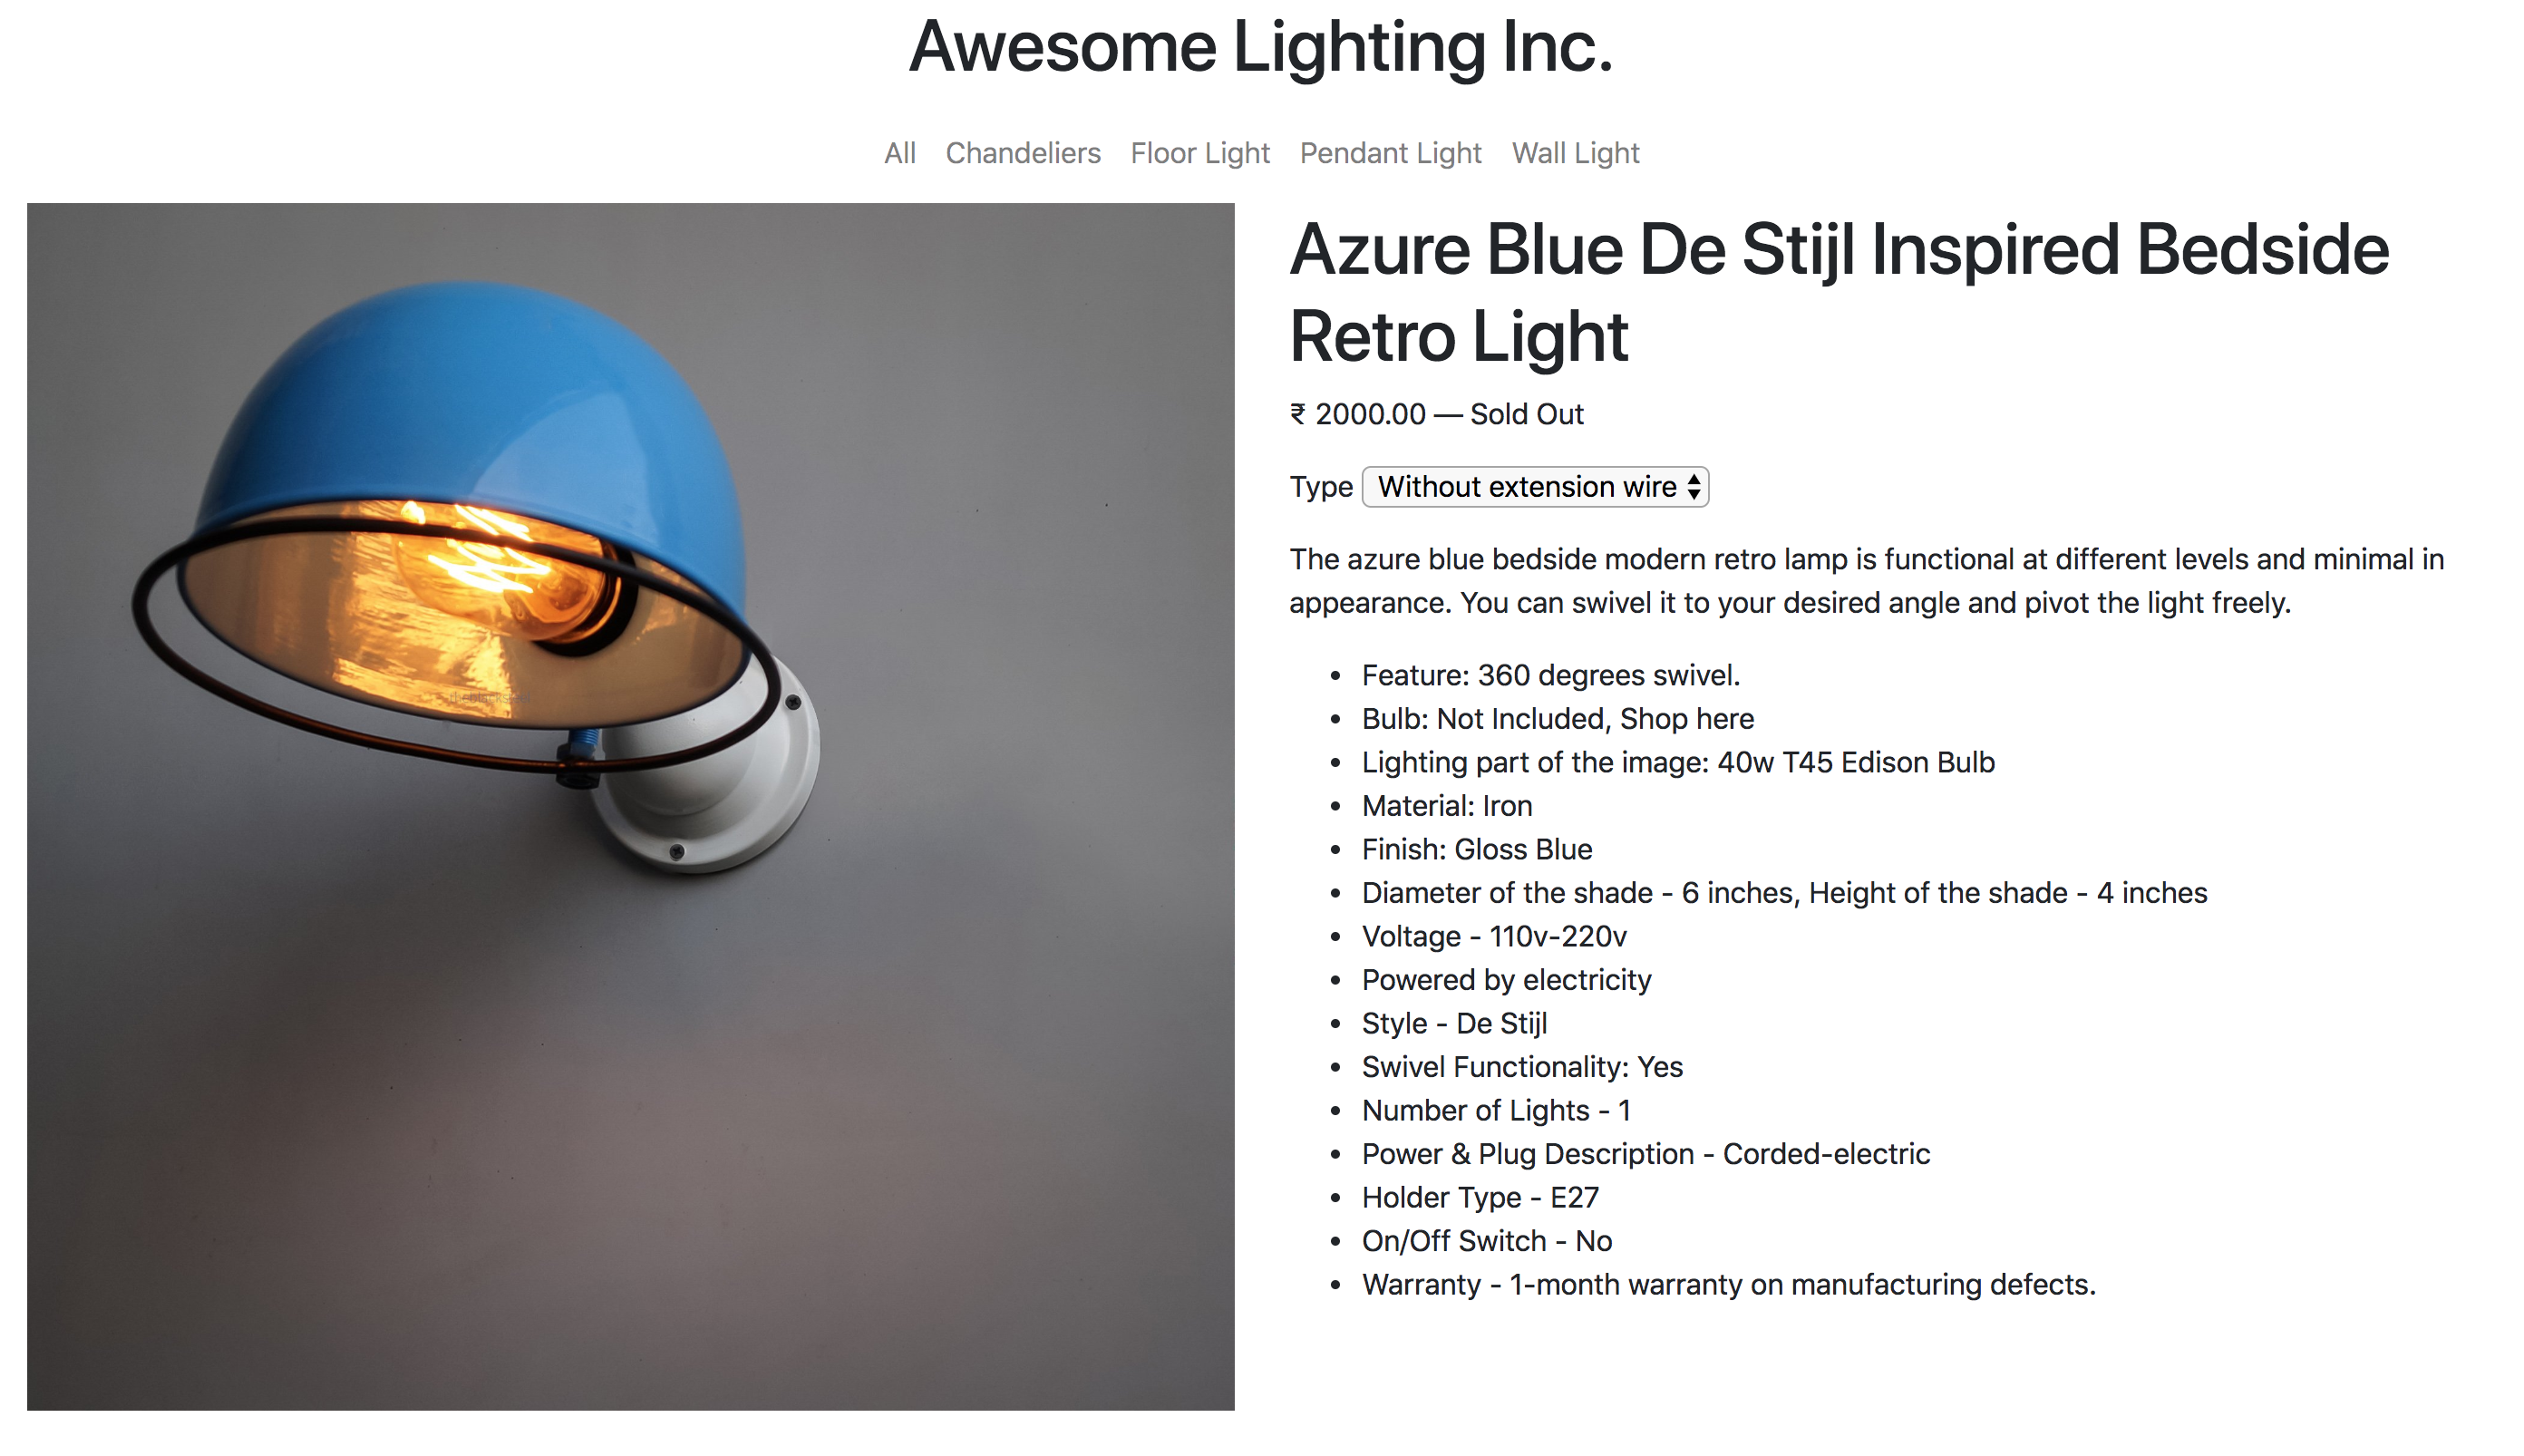 Awesome Lighting Inc.
All Chandeliers Floor Light Pendant Light Wall Light
Azure Blue De Stijl Inspired Bedside
Retro Light
₹ 2000.00 — Sold Out
Type Without extension wire
The azure blue bedside modern retro lamp is functional at different levels and minimal in
appearance. You can swivel it to your desired angle and pivot the light freely.
• Feature: 360 degrees swivel.
• Bulb: Not Included, Shop here
• Lighting part of the image: 40w T45 Edison Bulb
• Material: Iron
• Finish: Gloss Blue
• Diameter of the shade - 6 inches, Height of the shade - 4 inches
• Voltage - 110v-220v
• Powered by electricity
• Style - De Stijl
• Swivel Functionality: Yes
• Number of Lights - 1
• Power & Plug Description - Corded-electric
• Holder Type - E27
• On/Off Switch - No
• Warranty - 1-month warranty on manufacturing defects.